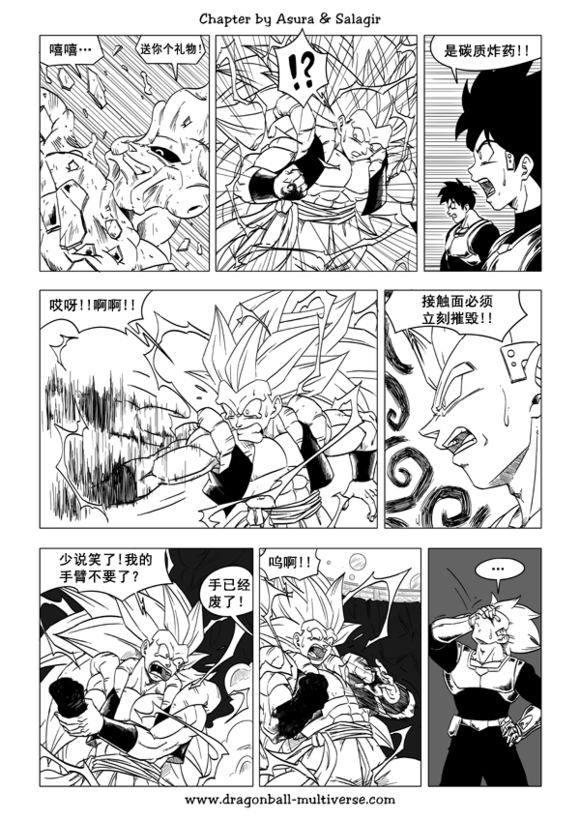 Chapter by Asura & Salagir
嘻嘻…
送你个礼物!
!?
是碳质炸药!!
哎呀!!啊啊!!
接触面必须
立刻摧毁!!
少说笑了!我的
手臂不要了?
手已经
废了!
呜啊!!
…
www.dragonball-multiverse.com